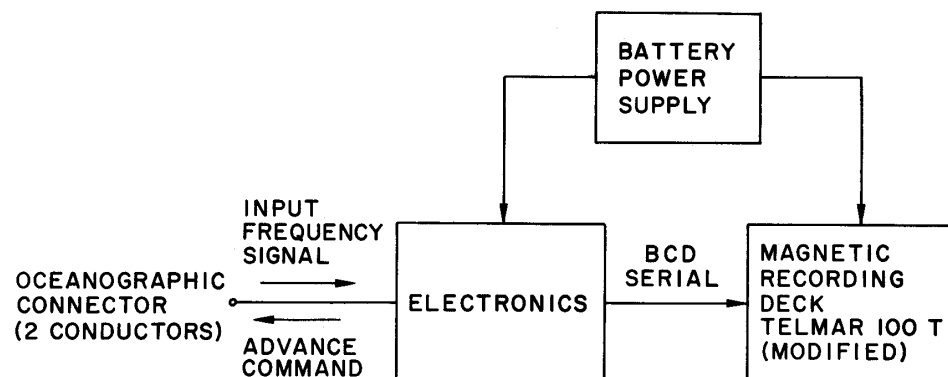 BATTERY
POWER
SUPPLY
INPUT
FREQUENCY
SIGNAL
OCEANOGRAPHIC
CONNECTOR
(2 CONDUCTORS)
ADVANCE
COMMAND
ELECTRONICS
BCD
SERIAL
MAGNETIC
RECORDING
DECK
TELMAR 100 T
(MODIFIED)